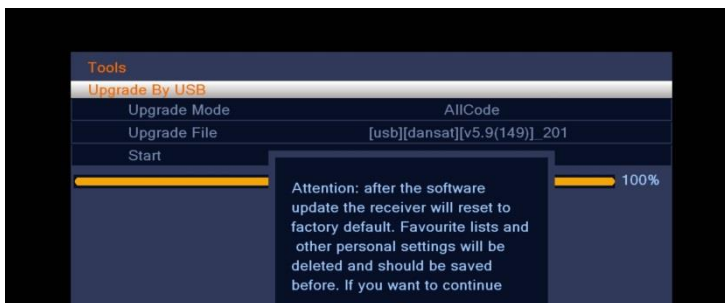 Tools
Upgrade By USB
Upgrade Mode AllCode
Upgrade File [usb][dansat][v5.9(149)]_201
Start
100%
Attention: after the software
update the receiver will reset to
factory default. Favourite lists and
other personal settings will be
deleted and should be saved
before. If you want to continue